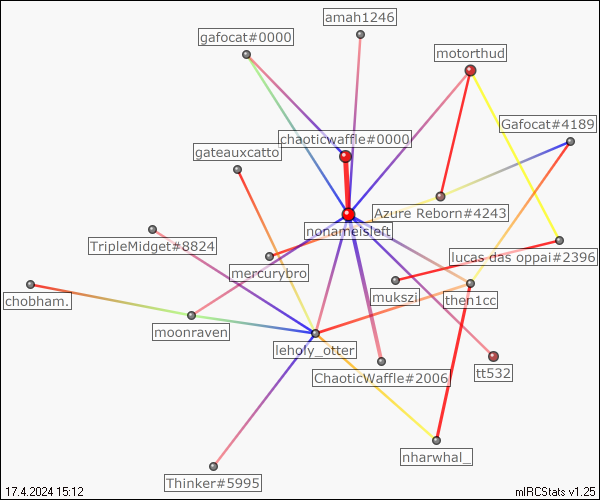 amah1246
gafocat#0000
motorthud
Gafocat#4189
chaoticwaffle#0000
gateauxcatto
Azure Reborn#4243
nonameisleft
TripleMidget#8824
lucas das oppai#2396
mercurybro
mukszi
then1cc
chobham.
moonraven
leholy_otter
ChaoticWaffle#2006
tt532
nharwhal_
Thinker#5995
17.4.2024 15:12
mIRCStats v1.25